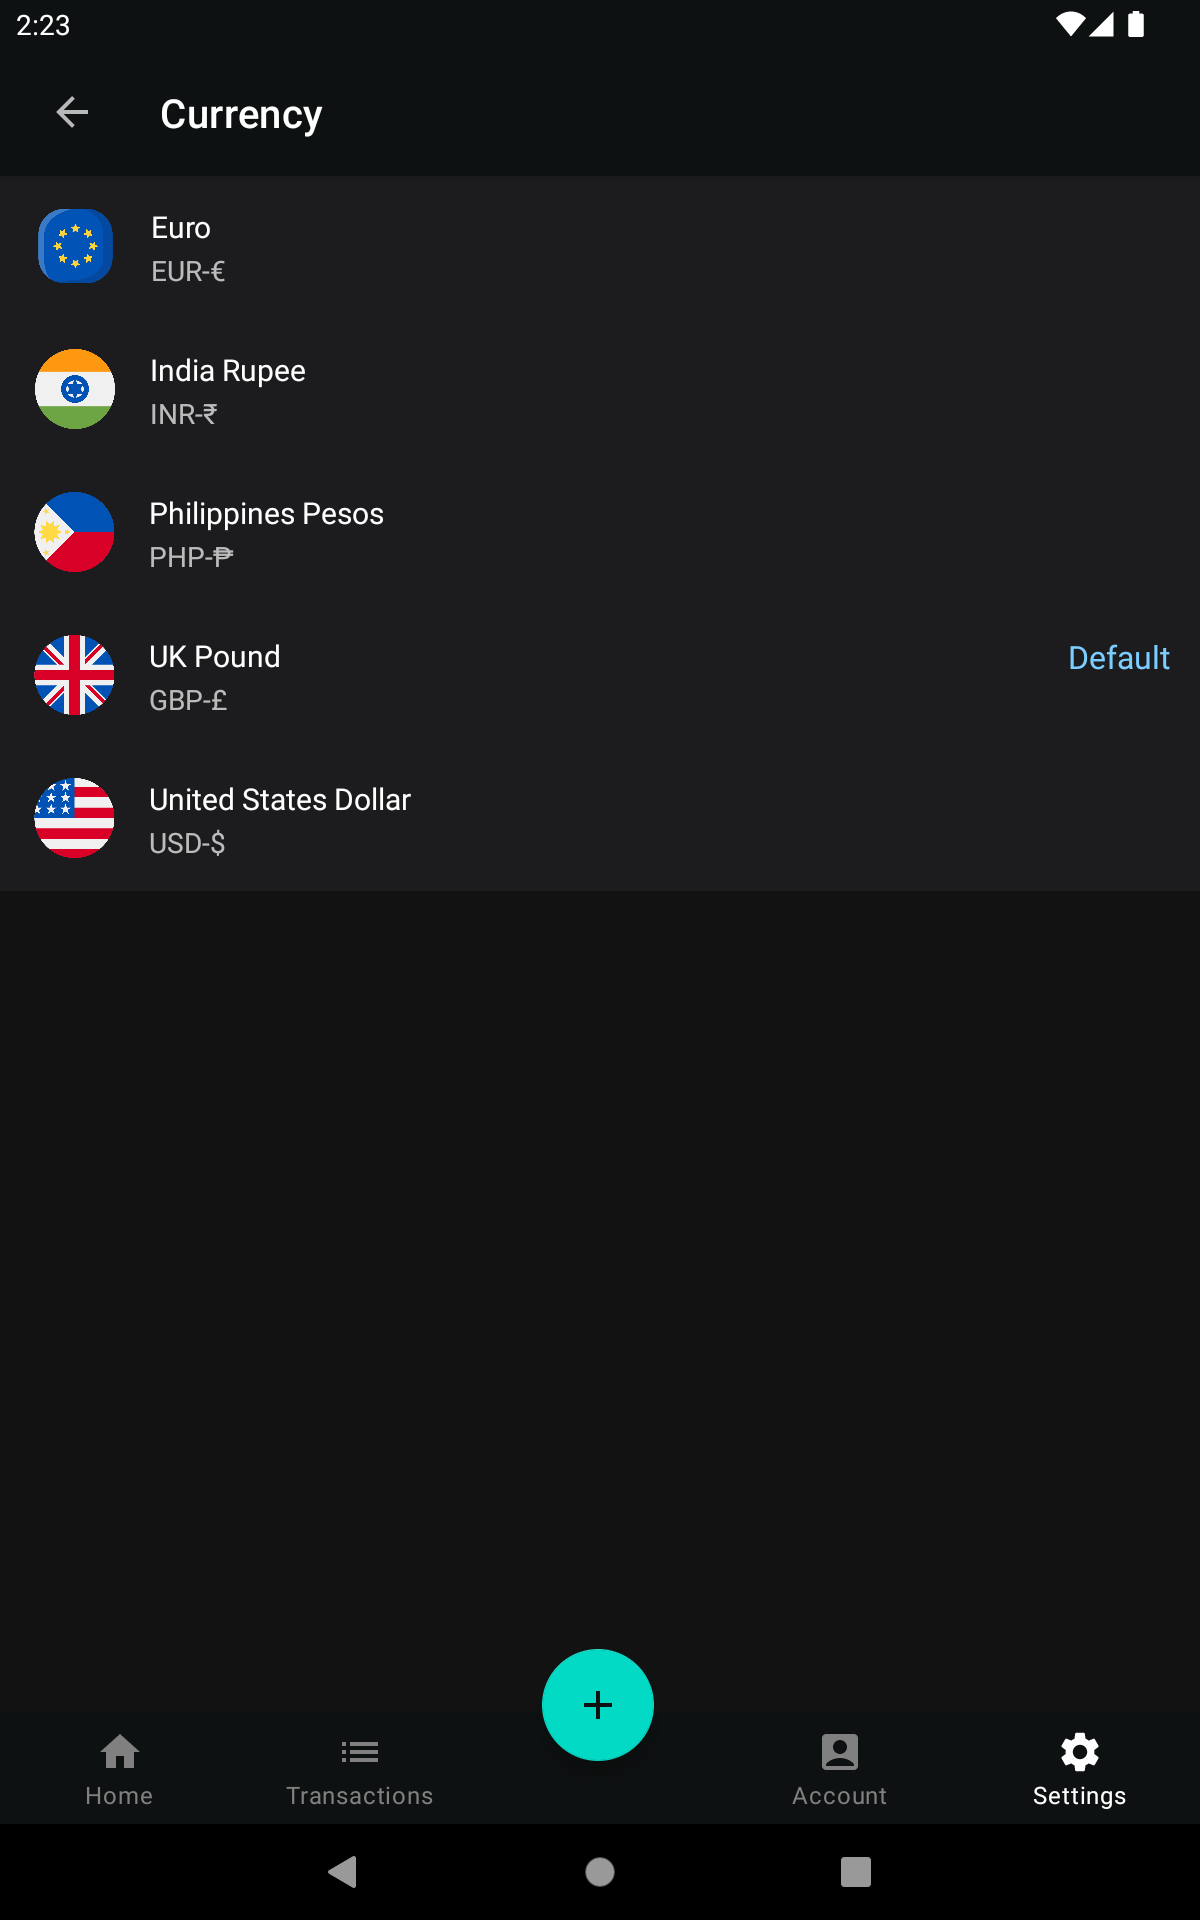 2:23
Currency
Euro
EUR-€
India Rupee
INR-₹
Philippines Pesos
PHP-₱
UK Pound
Default
GBP-£
United States Dollar
USD-$
Home
Transactions
Account
Settings